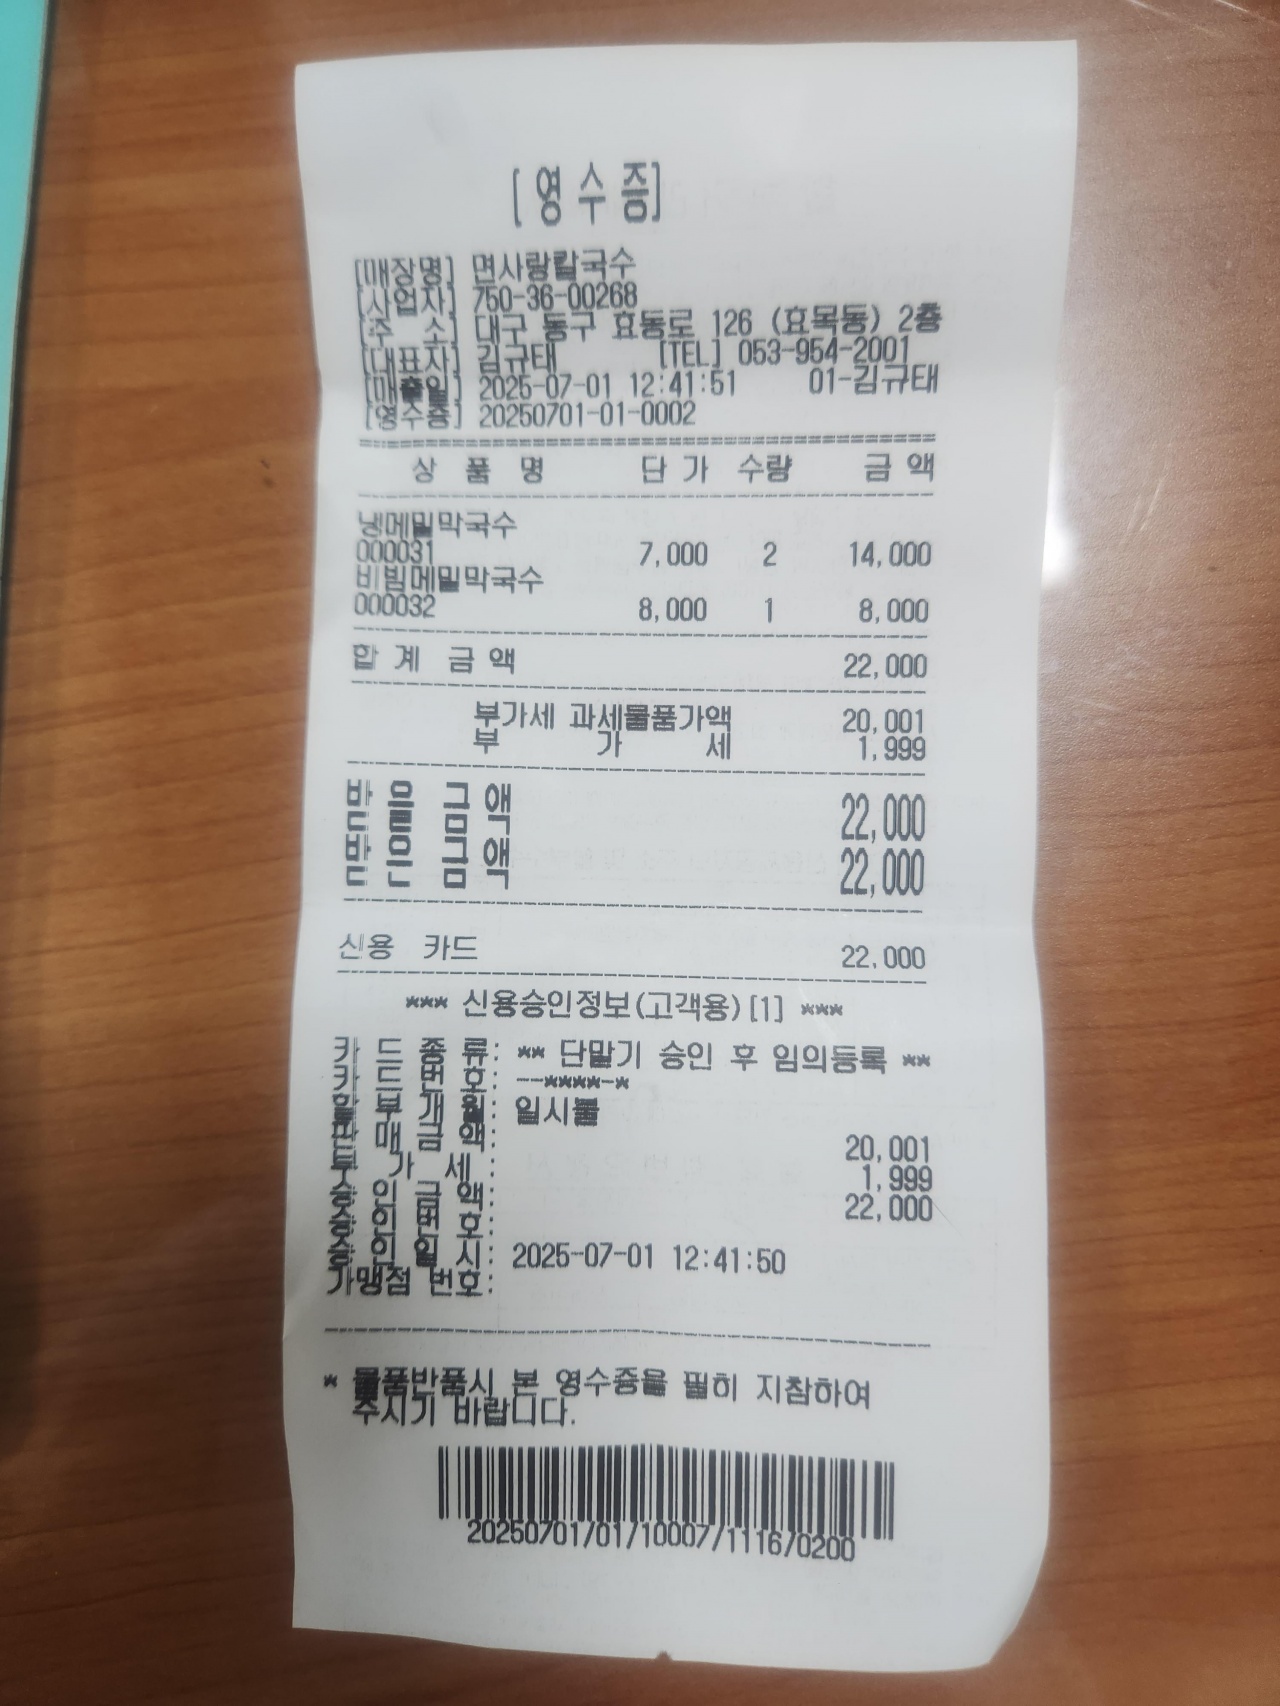 [영수증]
[매장명] 면사랑칼국수
[사업자] 750-36-00268
[주 소] 대구 동구 효동로 126 (효목동) 2층
[대표자] 김규태 [TEL] 053-954-2001
[매출일] 2025-07-01 12:41:51 01-김규태
[영수증] 20250701-01-0002
상 품 명 단 가 수량 금 액
냉메밀막국수
000031 7,000 2 14,000
비빔메밀막국수
000032 8,000 1 8,000
합 계 금 액 22,000
부가세 과세물품가액 20,001
부 가 세 1,999
받 을 금 액 22,000
받 은 금 액 22,000
신용 카드 22,000
*** 신용승인정보(고객용)[1] ***
카 드 종 류: ** 단말기 승인 후 임의등록 **
카 드 번 호: --****-*
할 부 개 월: 일시불
판 매 금 액: 20,001
부 가 세 : 1,999
승 인 금 액: 22,000
승 인 번 호:
승 인 일 시: 2025-07-01 12:41:50
가맹점 번호:
* 물품반품시 본 영수증을 필히 지참하여
주시기 바랍니다.
20250701/01/10007/1116/0200